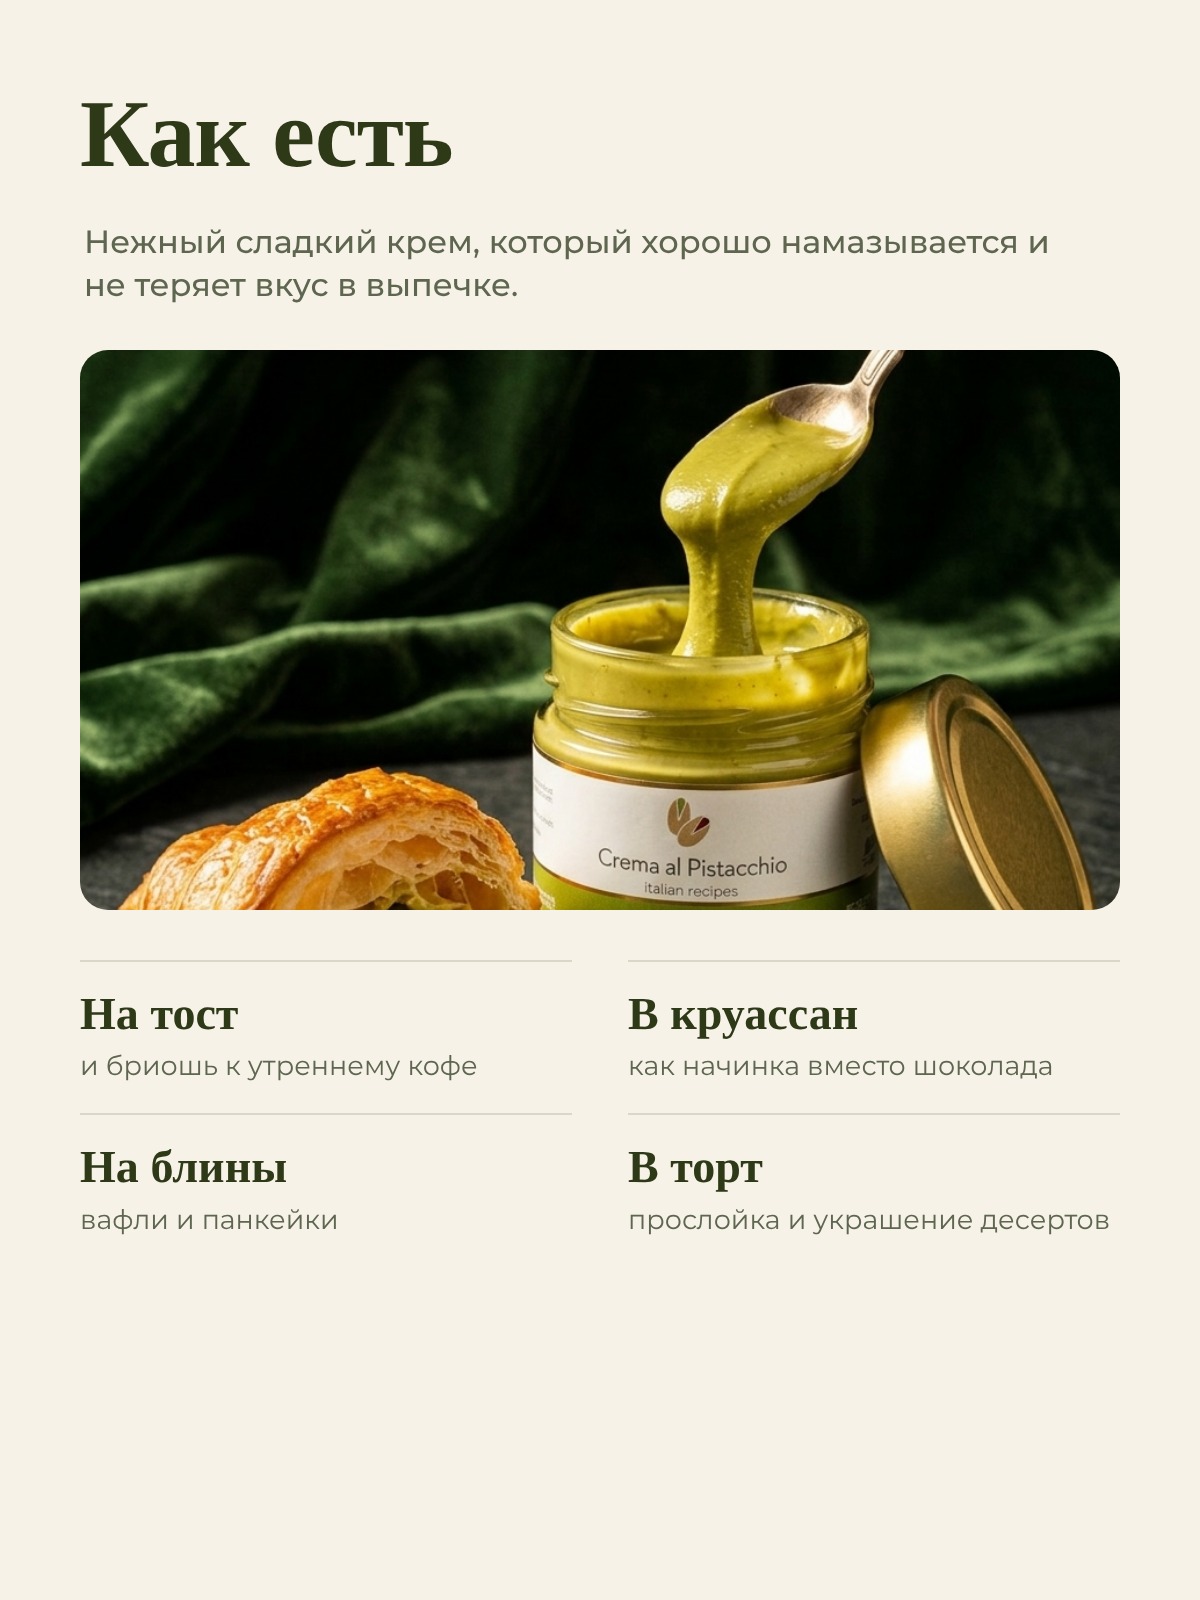 Как есть
Нежный сладкий крем, который хорошо намазывается и
не теряет вкус в выпечке.
Crema al Pistacchio
italian recipes
На тост
и бриошь к утреннему кофе
В круассан
как начинка вместо шоколада
На блины
вафли и панкейки
В торт
прослойка и украшение десертов